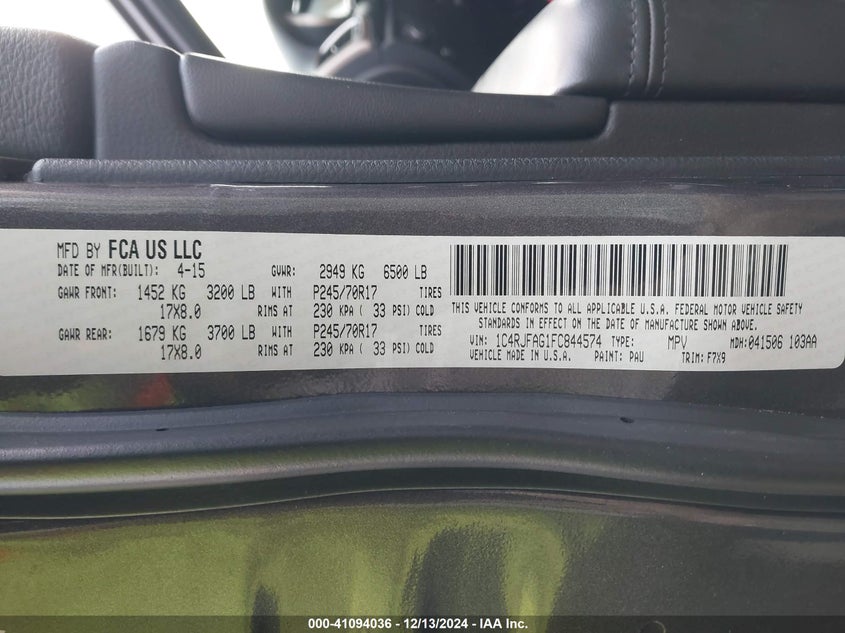 MFD BY FCA US LLC
DATE OF MFR(BUILT): 4-15 GVWR: 2949 KG 6500 LB
GAWR FRONT: 1452 KG 3200 LB WITH P245/70R17 TIRES
17X8.0 RIMS AT 230 KPA ( 33 PSI) COLD
GAWR REAR: 1679 KG 3700 LB WITH P245/70R17 TIRES
17X8.0 RIMS AT 230 KPA ( 33 PSI) COLD
THIS VEHICLE CONFORMS TO ALL APPLICABLE U.S.A. FEDERAL MOTOR VEHICLE SAFETY
STANDARDS IN EFFECT ON THE DATE OF MANUFACTURE SHOWN ABOVE.
VIN: 1C4RJFAG1FC844574 TYPE: MPV MDH: 041506 103AA
VEHICLE MADE IN U.S.A. PAINT: PAU TRIM: F7X9
000-41094036 - 12/13/2024 - IAA Inc.